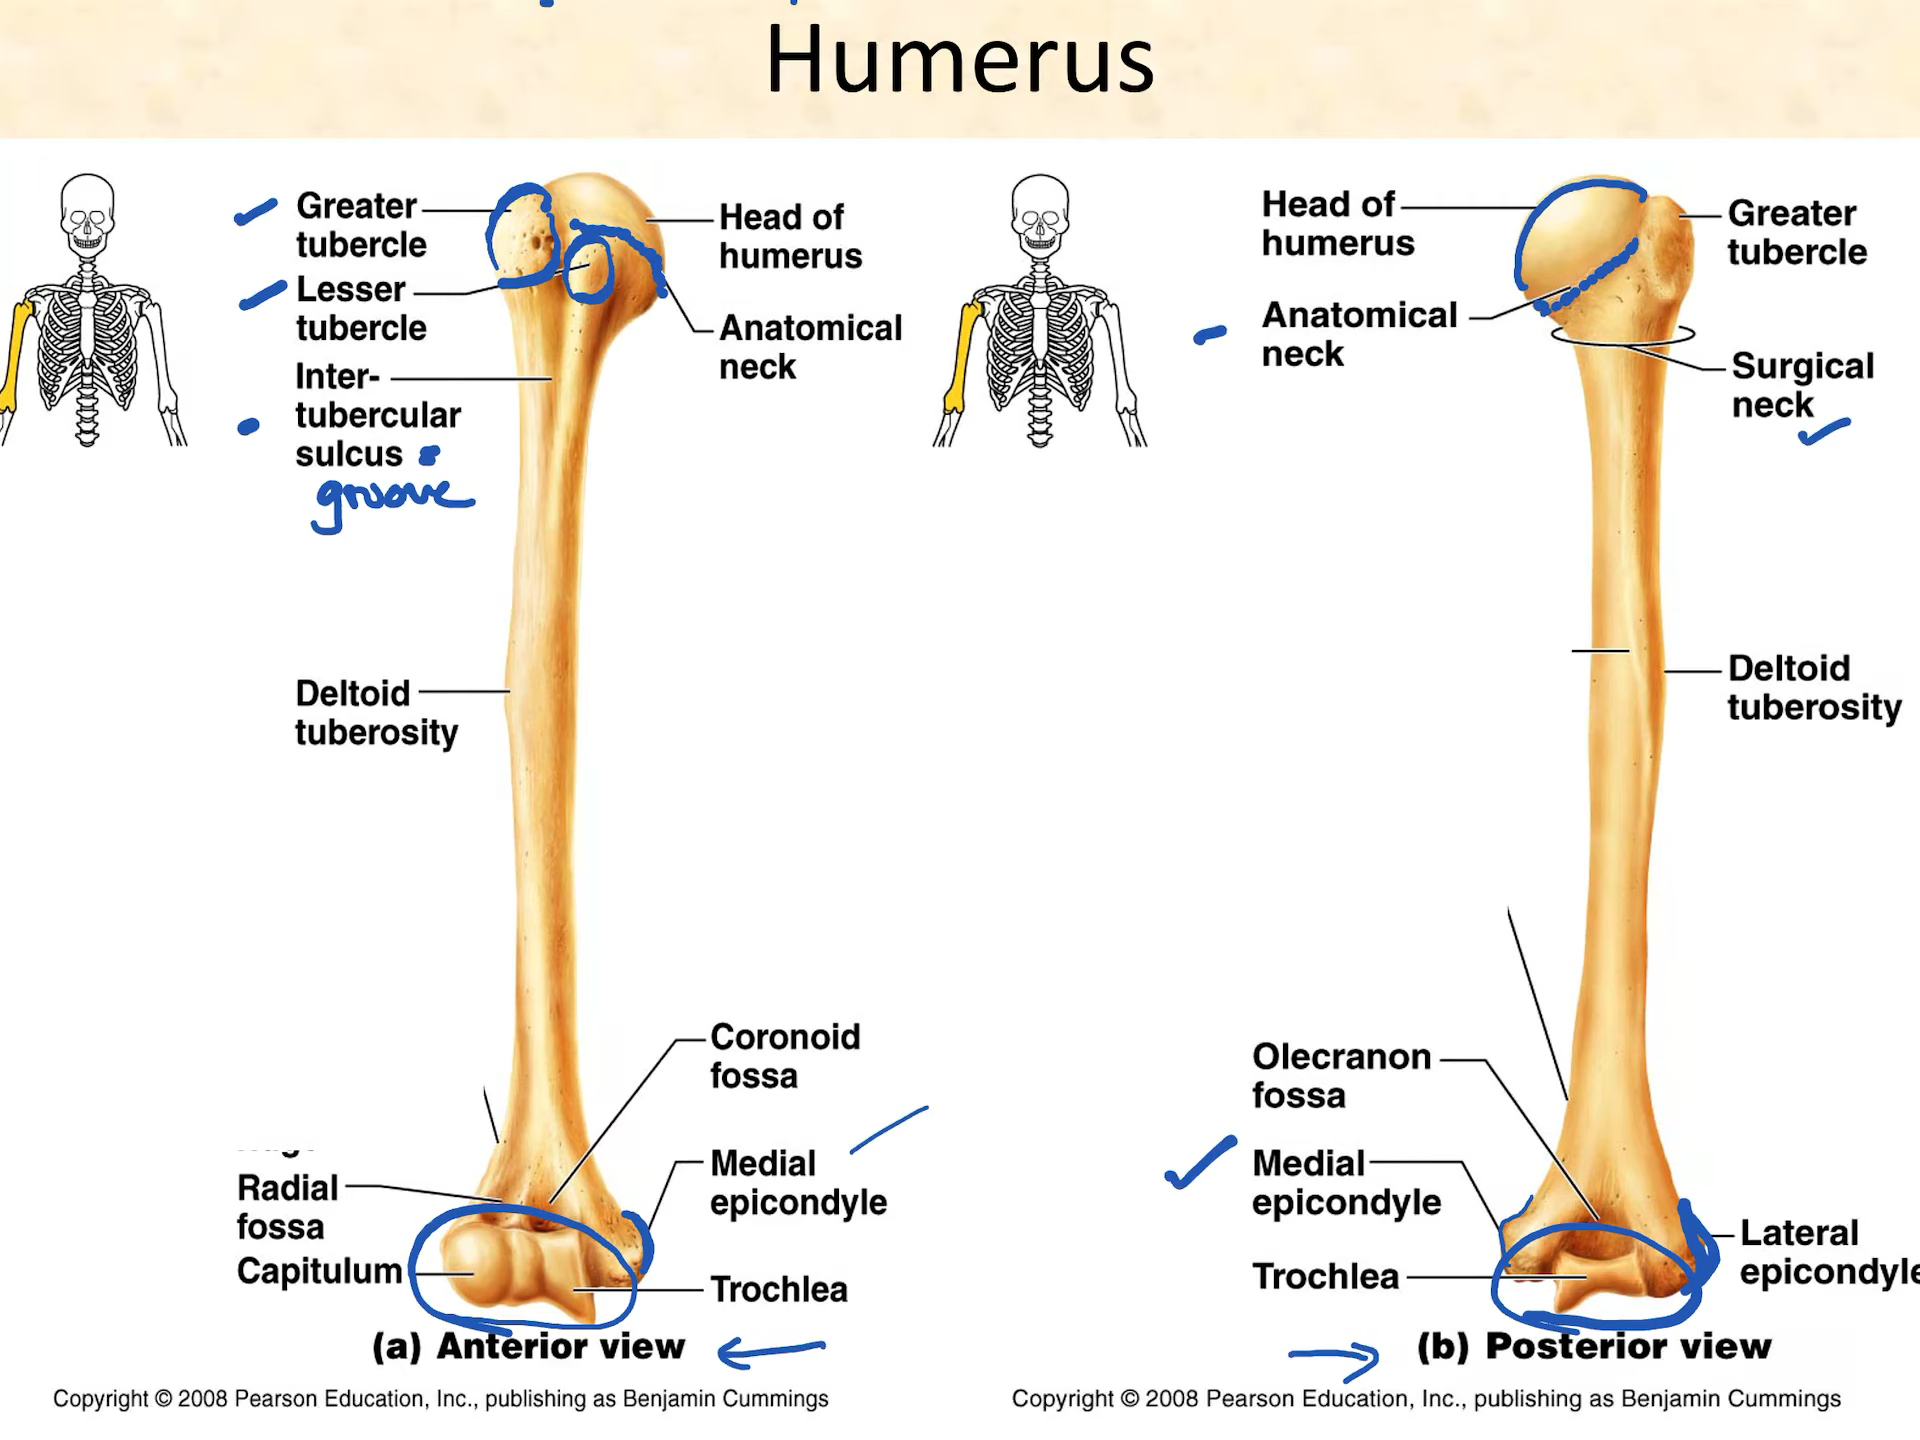 Humerus
Greater
tubercle
Lesser
tubercle
Inter-
tubercular
sulcus
groove
Deltoid
tuberosity
Radial
fossa
Capitulum
Head of
humerus
Anatomical
neck
Coronoid
fossa
Medial
epicondyle
Trochlea
(a) Anterior view
Copyright © 2008 Pearson Education, Inc., publishing as Benjamin Cummings
Head of
humerus
Anatomical
neck
Olecranon
fossa
Medial
epicondyle
Trochlea
Greater
tubercle
Surgical
neck
Deltoid
tuberosity
Lateral
epicondyle
(b) Posterior view
Copyright © 2008 Pearson Education, Inc., publishing as Benjamin Cummings